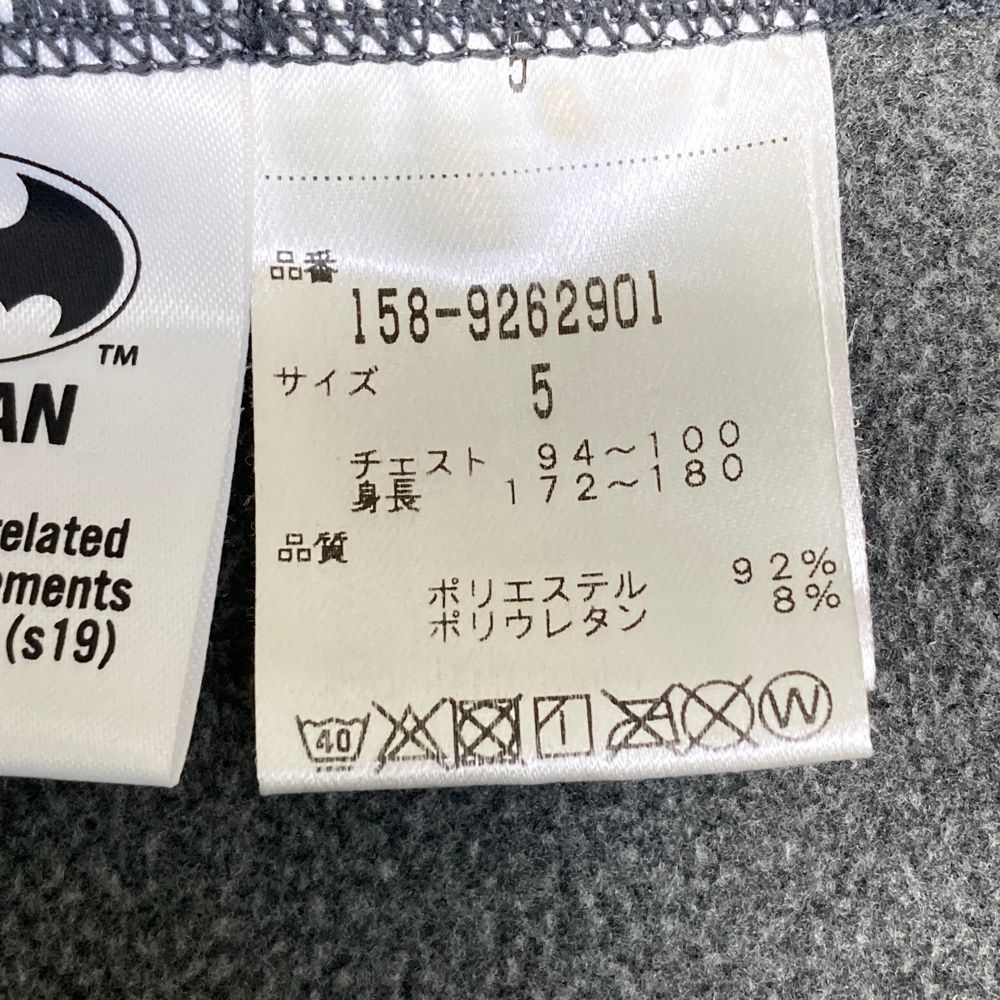 TM
AN
related
ements
(s19)
5
品番
158-9262901
サイズ 5
チェスト 94~100
身長 172~180
品質
ポリエステル 92%
ポリウレタン 8%
40 W